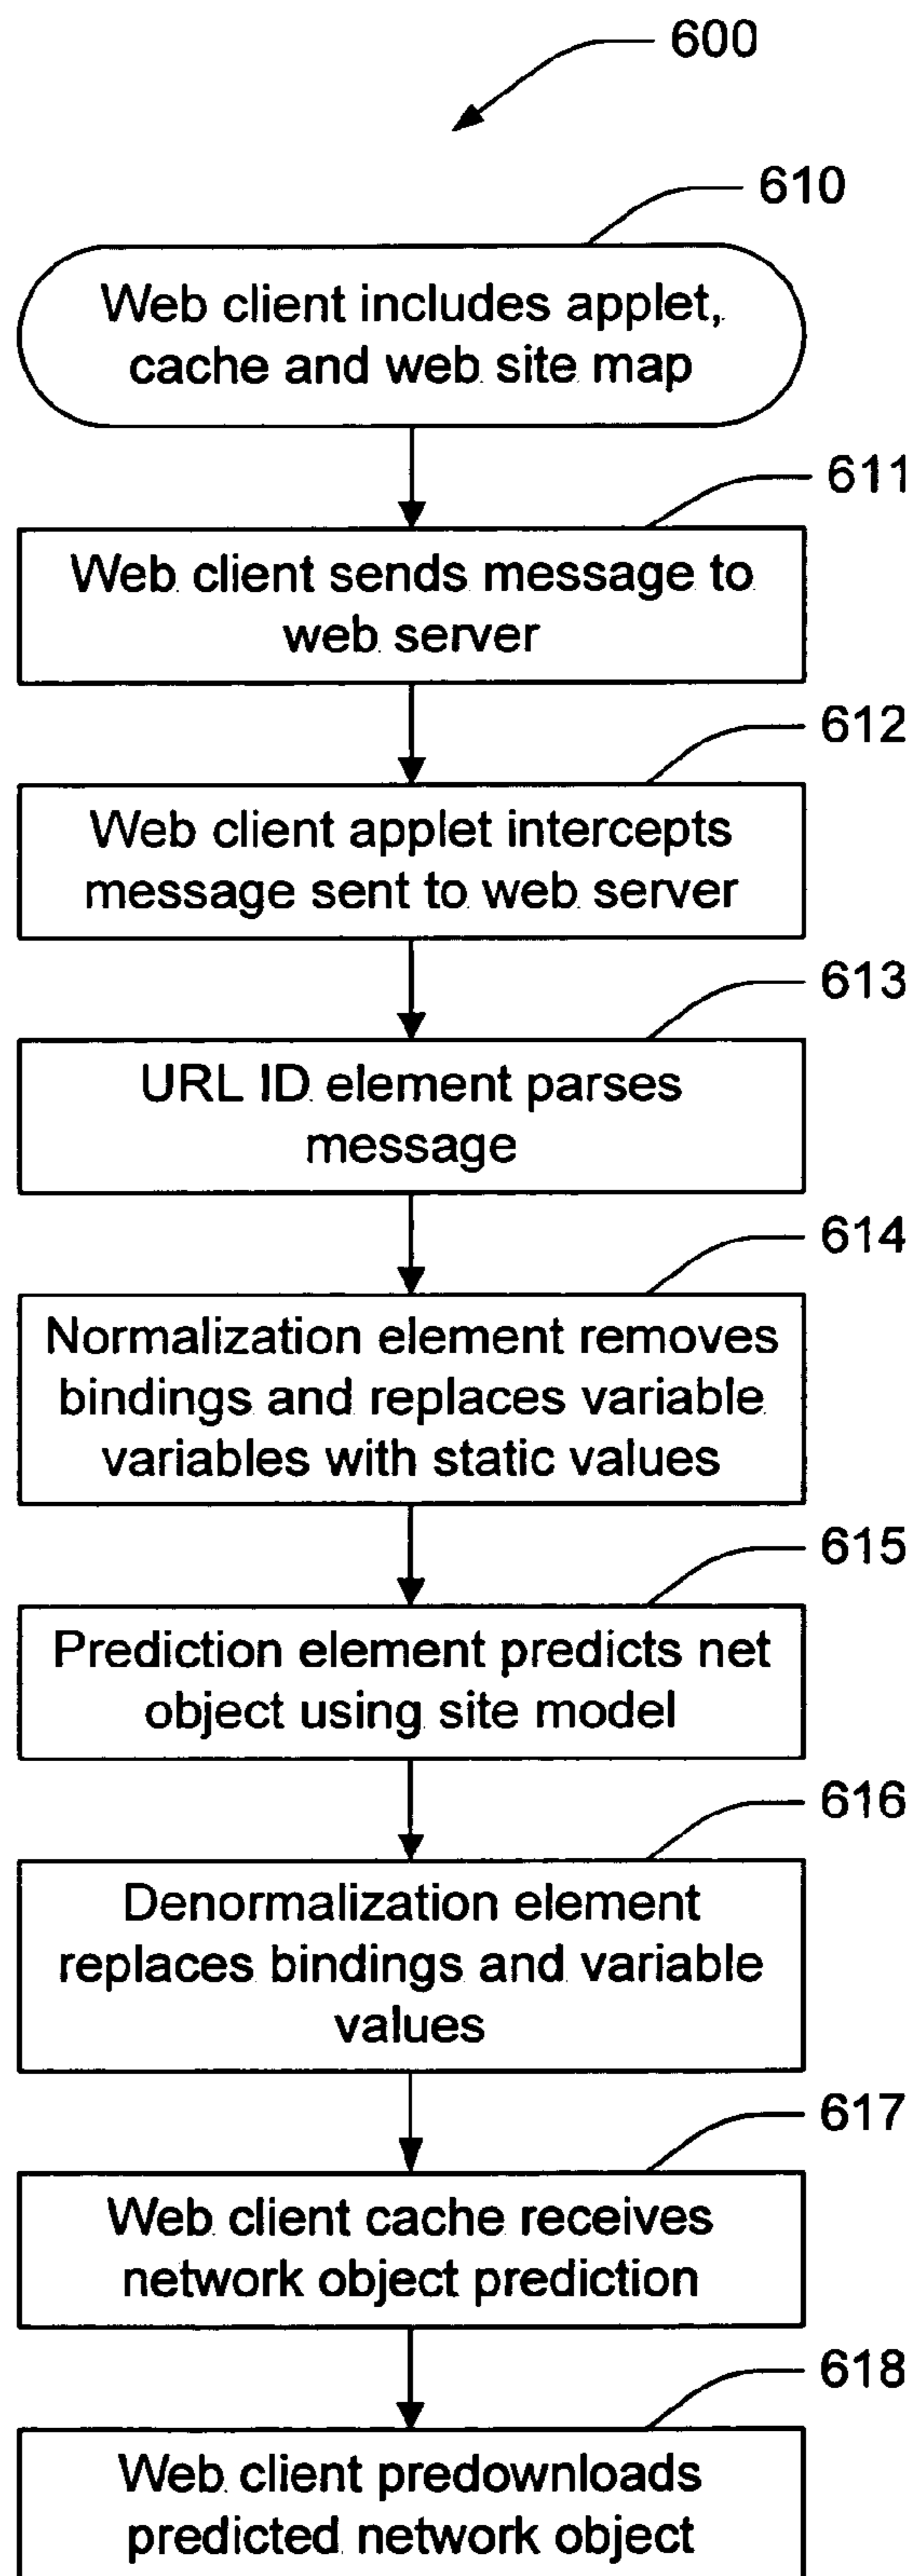 600
610
Web client includes applet,
cache and web site map
611
Web client sends message to
web server
612
Web client applet intercepts
message sent to web server
613
URL ID element parses
message
614
Normalization element removes
bindings and replaces variable
variables with static values
615
Prediction element predicts net
object using site model
616
Denormalization element
replaces bindings and variable
values
617
Web client cache receives
network object prediction
618
Web client predownloads
predicted network object